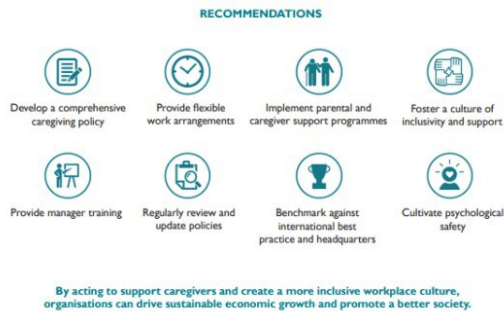 RECOMMENDATIONS
Develop a comprehensive
caregiving policy
Provide flexible
work arrangements
Implement parental and
caregiver support programmes
Foster a culture of
inclusivity and support
Provide manager training
Regularly review and
update policies
Benchmark against
international best
practice and headquarters
Cultivate psychological
safety
By acting to support caregivers and create a more inclusive workplace culture,
organisations can drive sustainable economic growth and promote a better society.